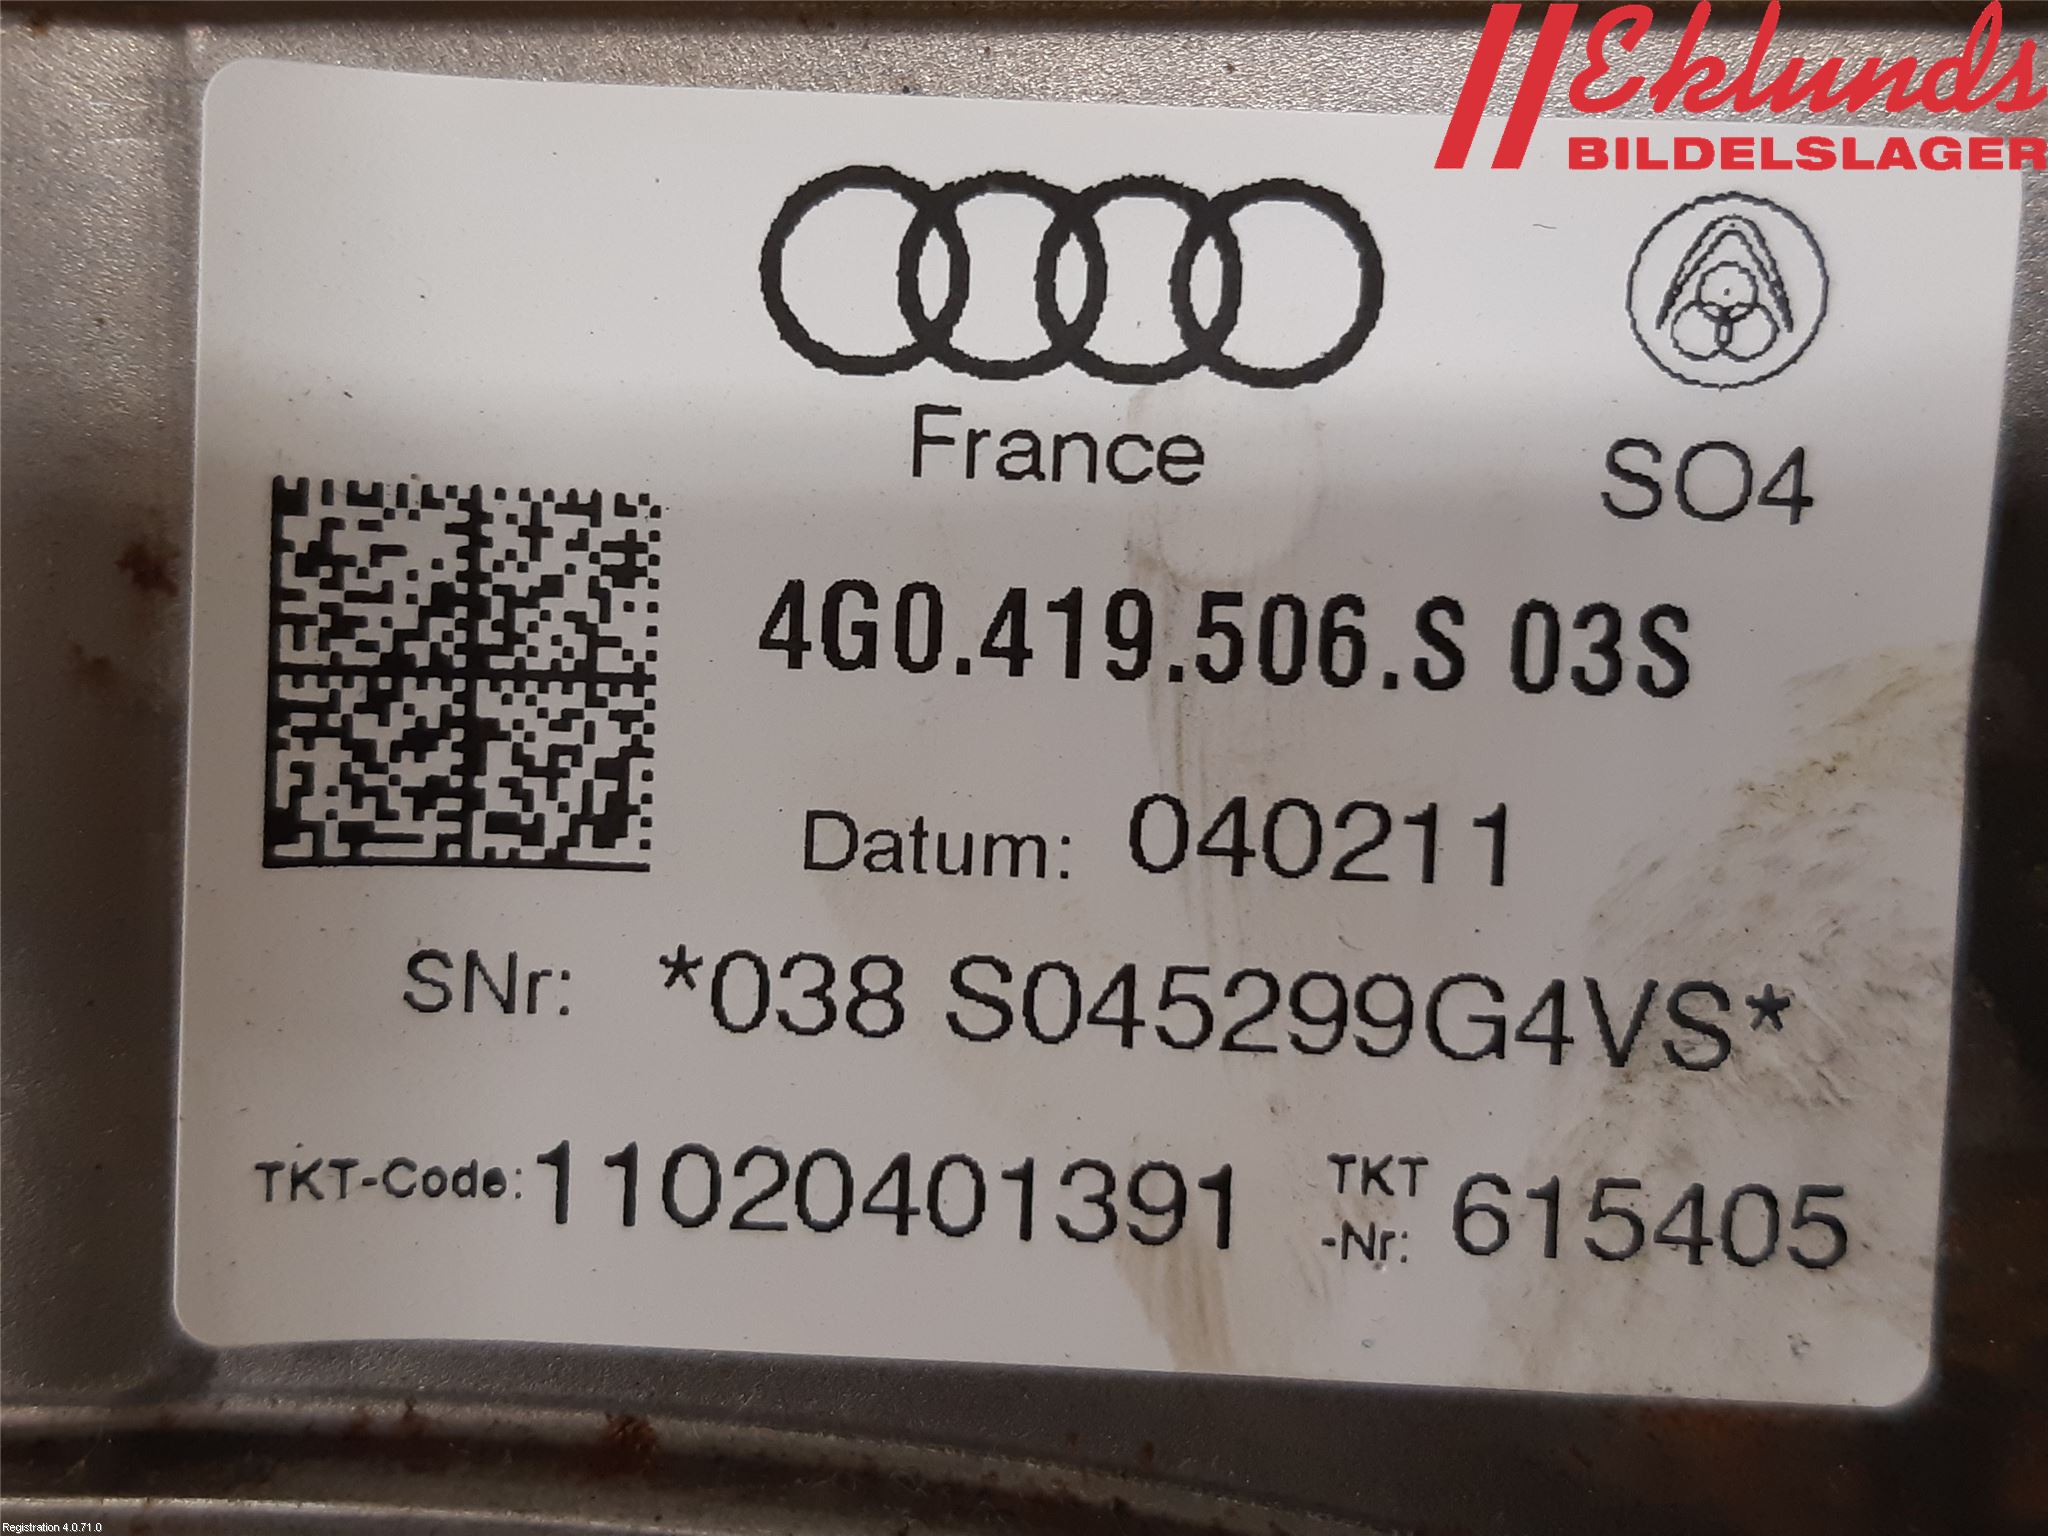 Eklunds
BILDELSLAGER
France
SO4
4G0.419.506.S 03S
Datum: 040211
SNr: *038 S045299G4VS*
TKT-Code: 11020401391 TKT-Nr: 615405
Registration 4.0.71.0